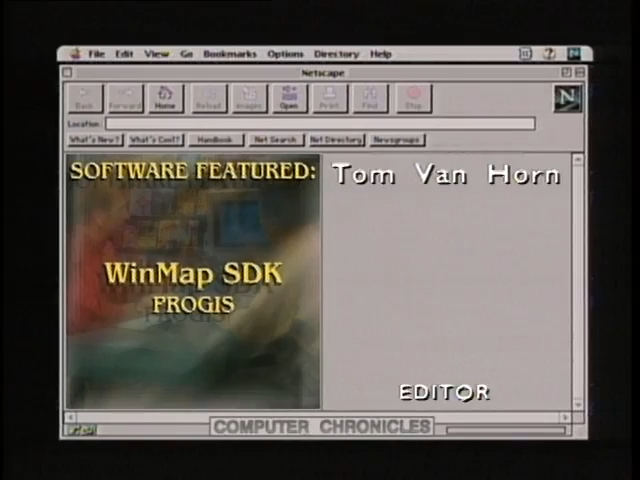 File Edit View Go Bookmarks Options Directory Help
Netscape
Back Forward Home Reload Images Open Print Find Stop
N
Location:
What's New? What's Cool? Handbook Net Search Net Directory Newsgroups
SOFTWARE FEATURED:
Tom Van Horn
WinMap SDK
PROGIS
EDITOR
COMPUTER CHRONICLES